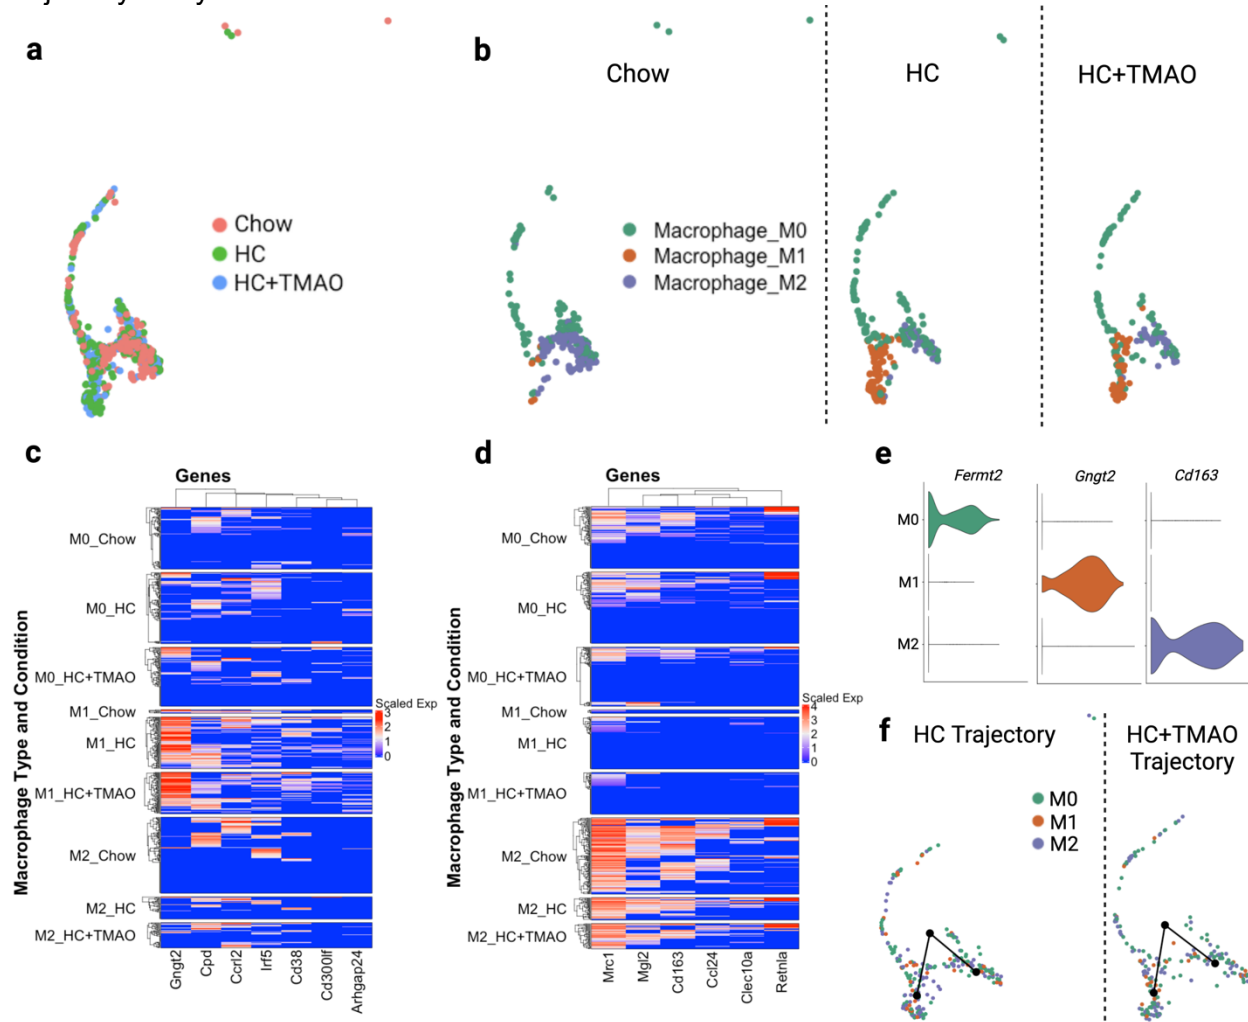 a
Chow
HC
HC+TMAO
b
Chow
HC
HC+TMAO
Macrophage_M0
Macrophage_M1
Macrophage_M2
c
Genes
Macrophage Type and Condition
M0_Chow
M0_HC
M0_HC+TMAO
M1_Chow
M1_HC
M1_HC+TMAO
M2_Chow
M2_HC
M2_HC+TMAO
Scaled Exp
3
2
1
0
Gngt2
Cpd
Ccrl2
Irf5
Cd38
Cd300lf
Arhgap24
d
Genes
Macrophage Type and Condition
M0_Chow
M0_HC
M0_HC+TMAO
M1_Chow
M1_HC
M1_HC+TMAO
M2_Chow
M2_HC
M2_HC+TMAO
Scaled Exp
4
3
2
1
0
Mrc1
Mgl2
Cd163
Ccl24
Clec10a
Retnla
e
Fermt2
Gngt2
Cd163
M0
M1
M2
f
HC Trajectory
HC+TMAO
Trajectory
M0
M1
M2